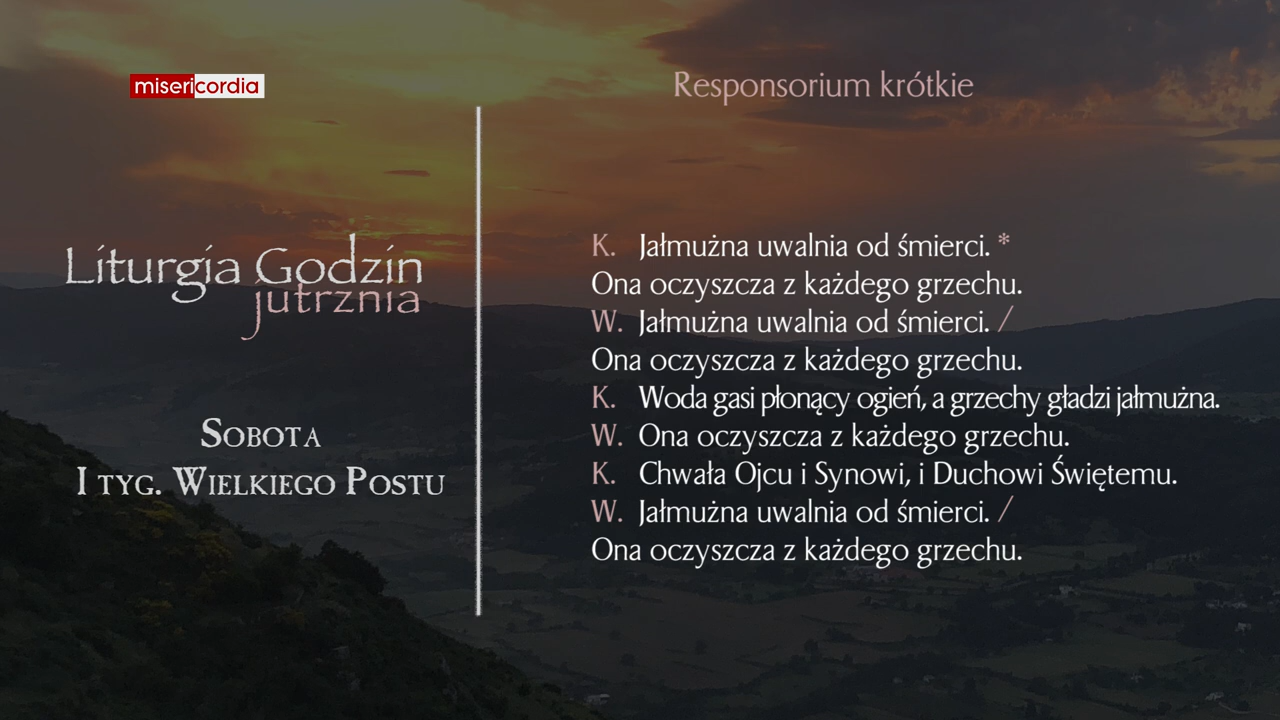 misericordia
Liturgia Godzin
jutrznia
Sobota
I tyg. Wielkiego Postu
Responsorium krótkie
K. Jałmużna uwalnia od śmierci. *
Ona oczyszcza z każdego grzechu.
W. Jałmużna uwalnia od śmierci. /
Ona oczyszcza z każdego grzechu.
K. Woda gasi płonący ogień, a grzechy gładzi jałmużna.
W. Ona oczyszcza z każdego grzechu.
K. Chwała Ojcu i Synowi, i Duchowi Świętemu.
W. Jałmużna uwalnia od śmierci. /
Ona oczyszcza z każdego grzechu.